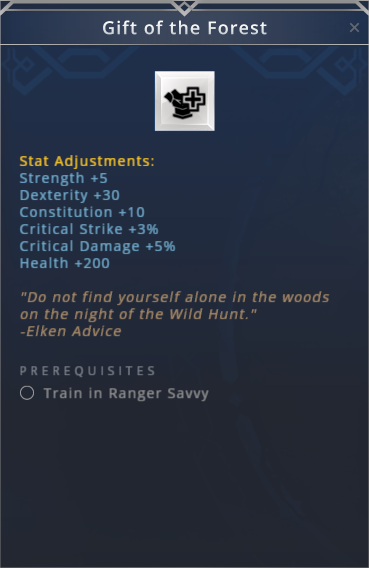 Gift of the Forest
Stat Adjustments:
Strength +5
Dexterity +30
Constitution +10
Critical Strike +3%
Critical Damage +5%
Health +200
"Do not find yourself alone in the woods
on the night of the Wild Hunt."
-Elken Advice
PREREQUISITES
Train in Ranger Savvy